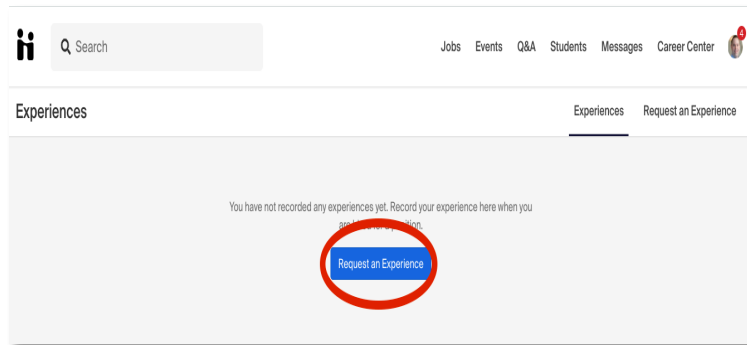 Search
Jobs Events Q&A Students Messages Career Center 4
Experiences
Experiences Request an Experience
You have not recorded any experiences yet. Record your experience here when you
are
Request an Experience